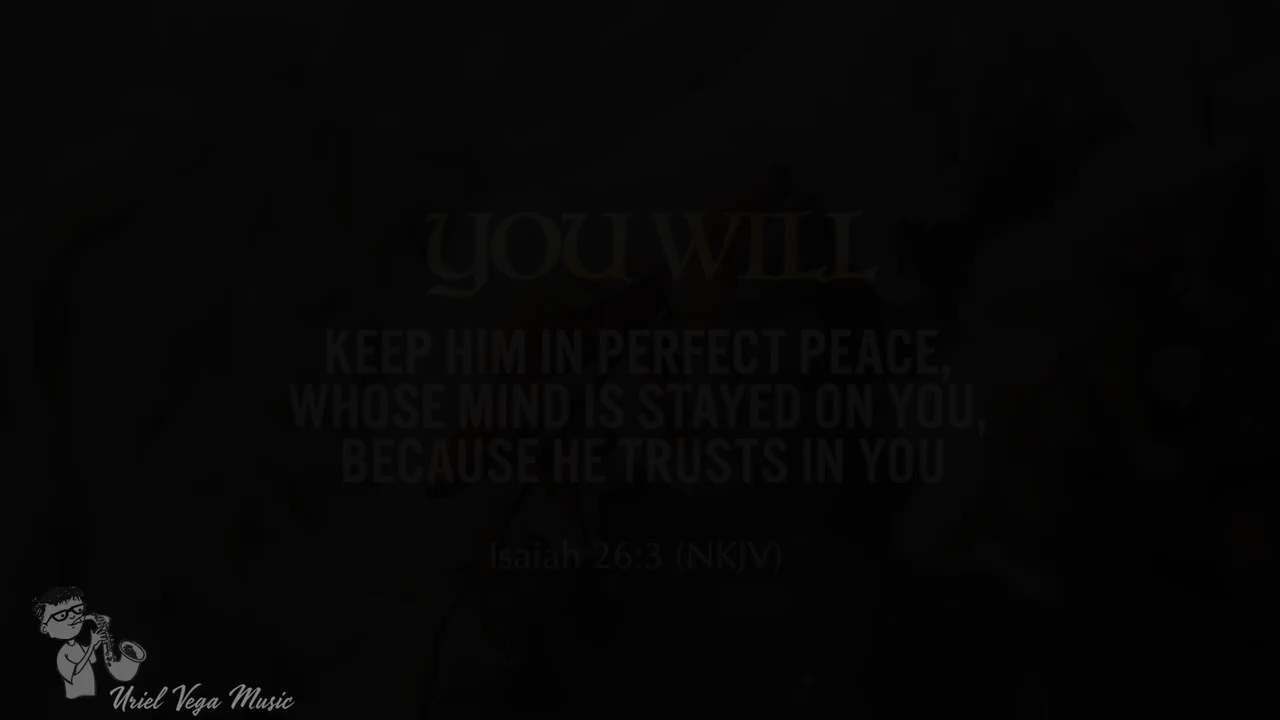 YOU WILL
KEEP HIM IN PERFECT PEACE,
WHOSE MIND IS STAYED ON YOU,
BECAUSE HE TRUSTS IN YOU
Isaiah 26:3 (NKJV)
Uriel Vega Music